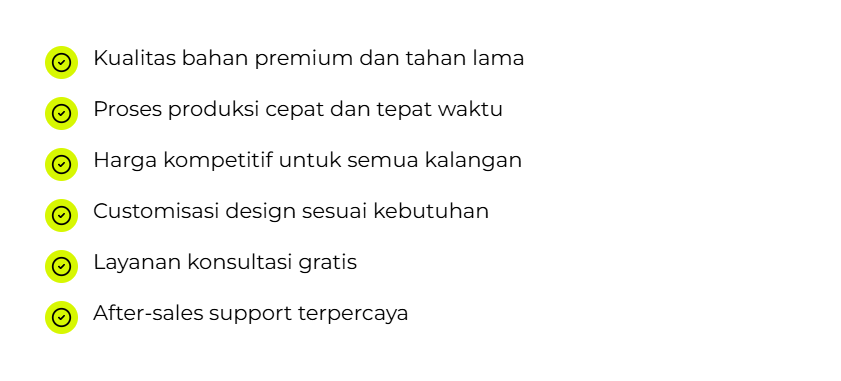 Kualitas bahan premium dan tahan lama
Proses produksi cepat dan tepat waktu
Harga kompetitif untuk semua kalangan
Customisasi design sesuai kebutuhan
Layanan konsultasi gratis
After-sales support terpercaya